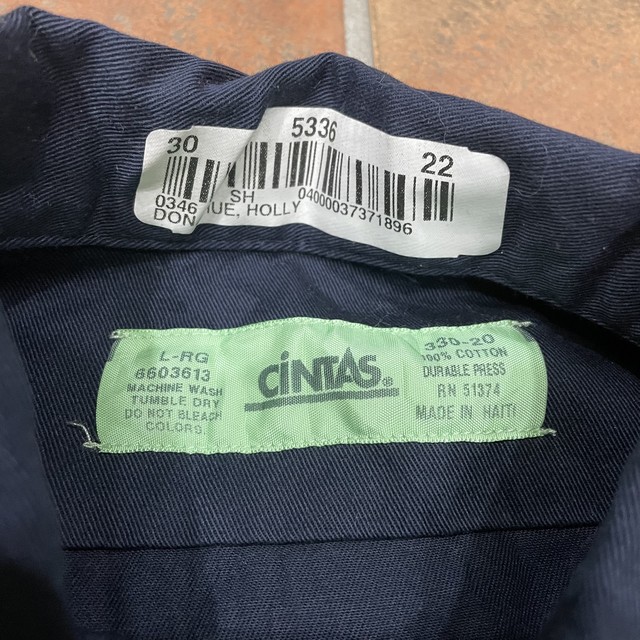 30 5336 22
SH
0346 04000037371896
DON UE, HOLLY
L-RG
6603613
MACHINE WASH
TUMBLE DRY
DO NOT BLEACH
COLORS.
CiNTAS®
330-20
100% COTTON
DURABLE PRESS
RN 51374
MADE IN HAITI